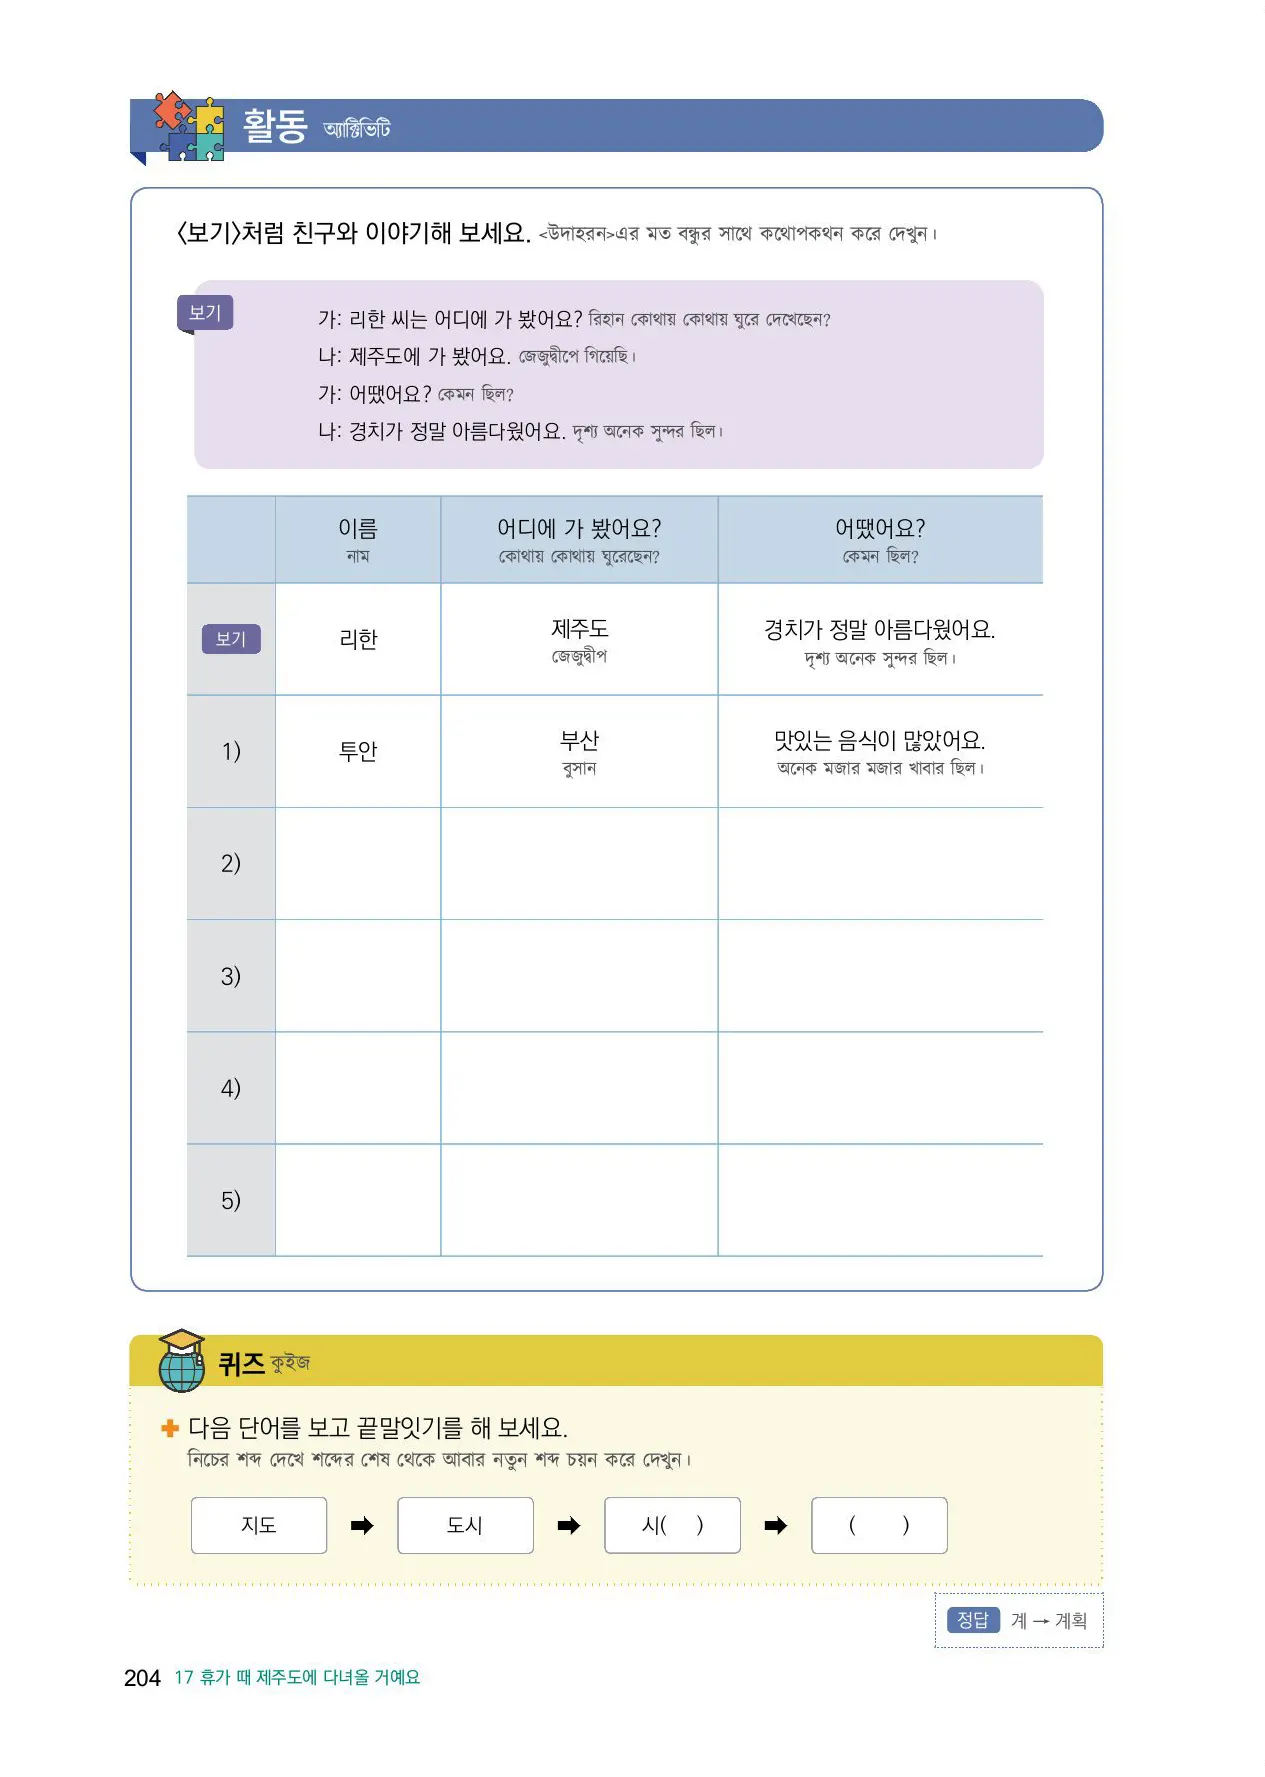 활동 অ্যাক্টিভিটি
<보기>처럼 친구와 이야기해 보세요. <উদাহরন>এর মত বন্ধুর সাথে কথোপকথন করে দেখুন।
보기
가: 리한 씨는 어디에 가 봤어요? রিহান কোথায় কোথায় ঘুরে দেখেছেন?
나: 제주도에 가 봤어요. জেজুদ্বীপে গিয়েছি।
가: 어땠어요? কেমন ছিল?
나: 경치가 정말 아름다웠어요. দৃশ্য অনেক সুন্দর ছিল।
이름 어디에 가 봤어요? 어땠어요?
নাম কোথায় কোথায় ঘুরেছেন? কেমন ছিল?
보기 리한 제주도 경치가 정말 아름다웠어요.
জেজুদ্বীপ দৃশ্য অনেক সুন্দর ছিল।
1) 투안 부산 맛있는 음식이 많았어요.
বুসান অনেক মজার মজার খাবার ছিল।
2)
3)
4)
5)
퀴즈 কুইজ
다음 단어를 보고 끝말잇기를 해 보세요.
নিচের শব্দ দেখে শব্দের শেষ থেকে আবার নতুন শব্দ চয়ন করে দেখুন।
지도 ➡ 도시 ➡ 시( ) ➡ ( )
정답 계 → 계획
204 17 휴가 때 제주도에 다녀올 거예요